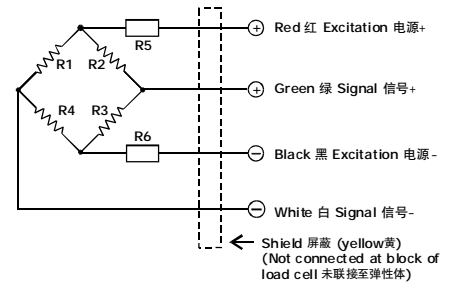 R5
Red 红 Excitation 电源+
R1
R2
Green 绿 Signal 信号+
R4
R3
R6
Black 黑 Excitation 电源-
White 白 Signal 信号-
Shield 屏蔽 (yellow黄)
(Not connected at block of
load cell 未联接至弹性体)